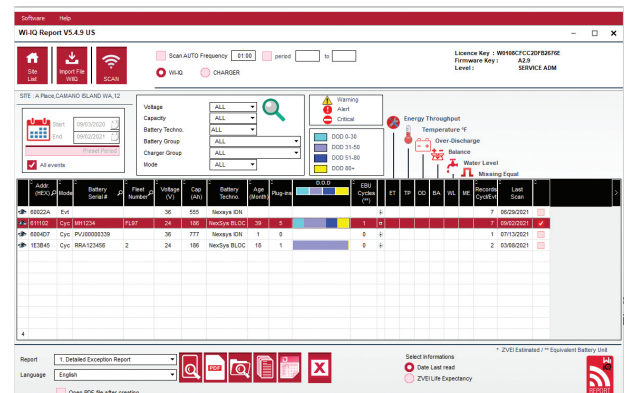 Software Help
Wi-IQ Report V5.4.9 US
Site List
Import File WIIQ
SCAN
Scan AUTO Frequency 01:00 period to
WI-IQ CHARGER
Licence Key : W0108CFCC2DFB2676E
Firmware Key : A2.9
Level : SERVICE ADM
SITE : A Place,CAMANO ISLAND WA,12
Start 09/03/2020
End 09/02/2021
Preset Period
All events
Voltage ALL
Capacity ALL
Battery Techno. ALL
Battery Group
Charger Group
Mode ALL
Warning
Alert
Critical
DOD 0-30
DOD 31-50
DOD 51-80
DOD 80+
Energy Throughput
Temperature °F
Over-Discharge
Balance
Water Level
Missing Equal
Addr. (HEX) Mode Battery Serial # Fleet Number Voltage (V) Cap (Ah) Battery Techno. Age (Month) Plug-ins D.O.D EBU Cycles (**) ET TP OD BA WL ME Records Cycl/Evt Last Scan
60022A Evt 36 555 Nexsys ION 7 06/29/2021
611102 Cyc MH1234 FL97 24 186 NexSys BLOC 39 5 1 7 09/02/2021
6004D7 Cyc PVJ00000339 36 777 Nexsys ION 1 0 0 1 07/13/2021
1E3B45 Cyc RRA123456 2 24 186 NexSys BLOC 18 1 0 2 03/08/2021
4
* ZVEI Estimated / ** Equivalent Battery Unit
Report 1. Detailed Exception Report
Language English
Open PDF file after creation
PDF
Select Informations
Date Last read
ZVEI Life Expectancy
Wi iQ
REPORT